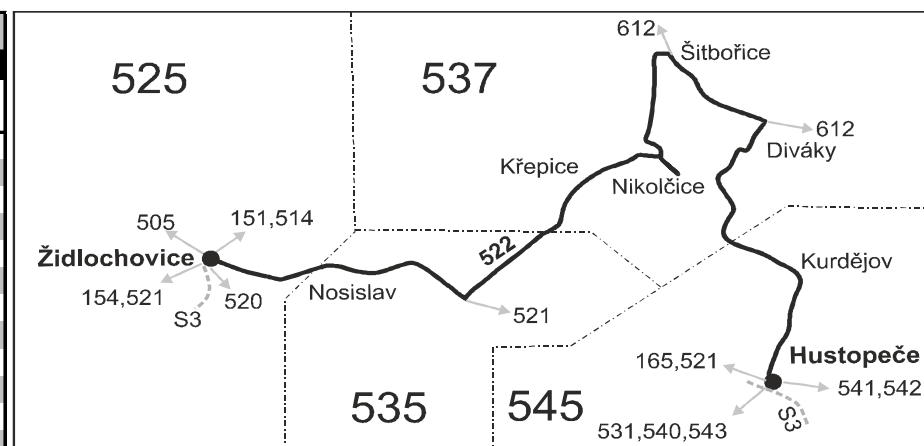 612
Šitbořice
525
537
612
Diváky
Křepice
Nikolčice
505
151,514
522
Židlochovice
Kurdějov
154,521
520
Nosislav
S3
521
Hustopeče
165,521
541,542
535
545
S3
531,540,543